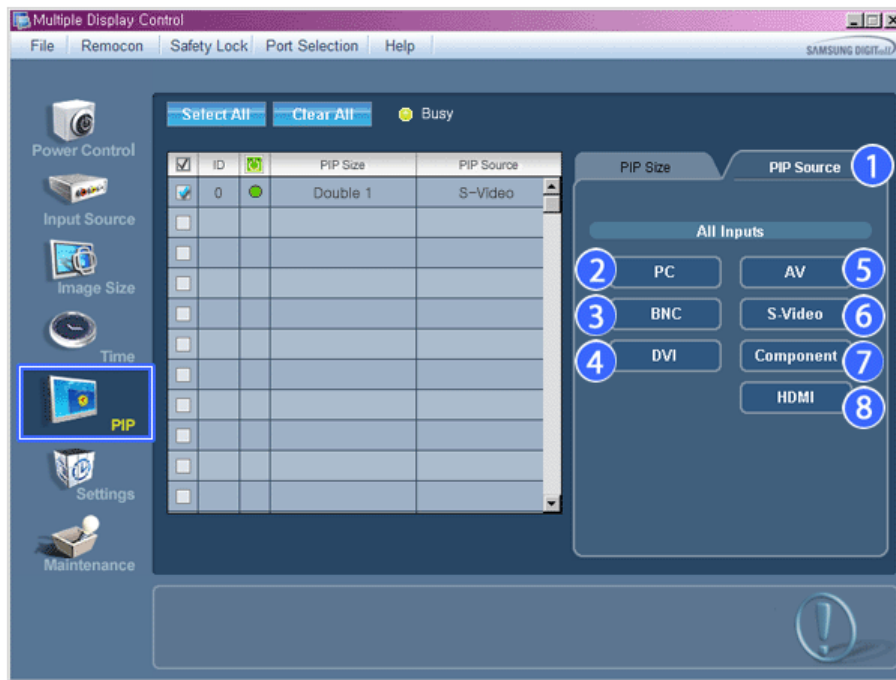 Multiple Display Control
File Remocon Safety Lock Port Selection Help
SAMSUNG DIGITall
Select All Clear All Busy
Power Control
Input Source
Image Size
Time
PIP
Settings
Maintenance
ID PIP Size PIP Source
0 Double 1 S-Video
PIP Size PIP Source 1
All Inputs
2 PC AV 5
3 BNC S-Video 6
4 DVI Component 7
HDMI 8